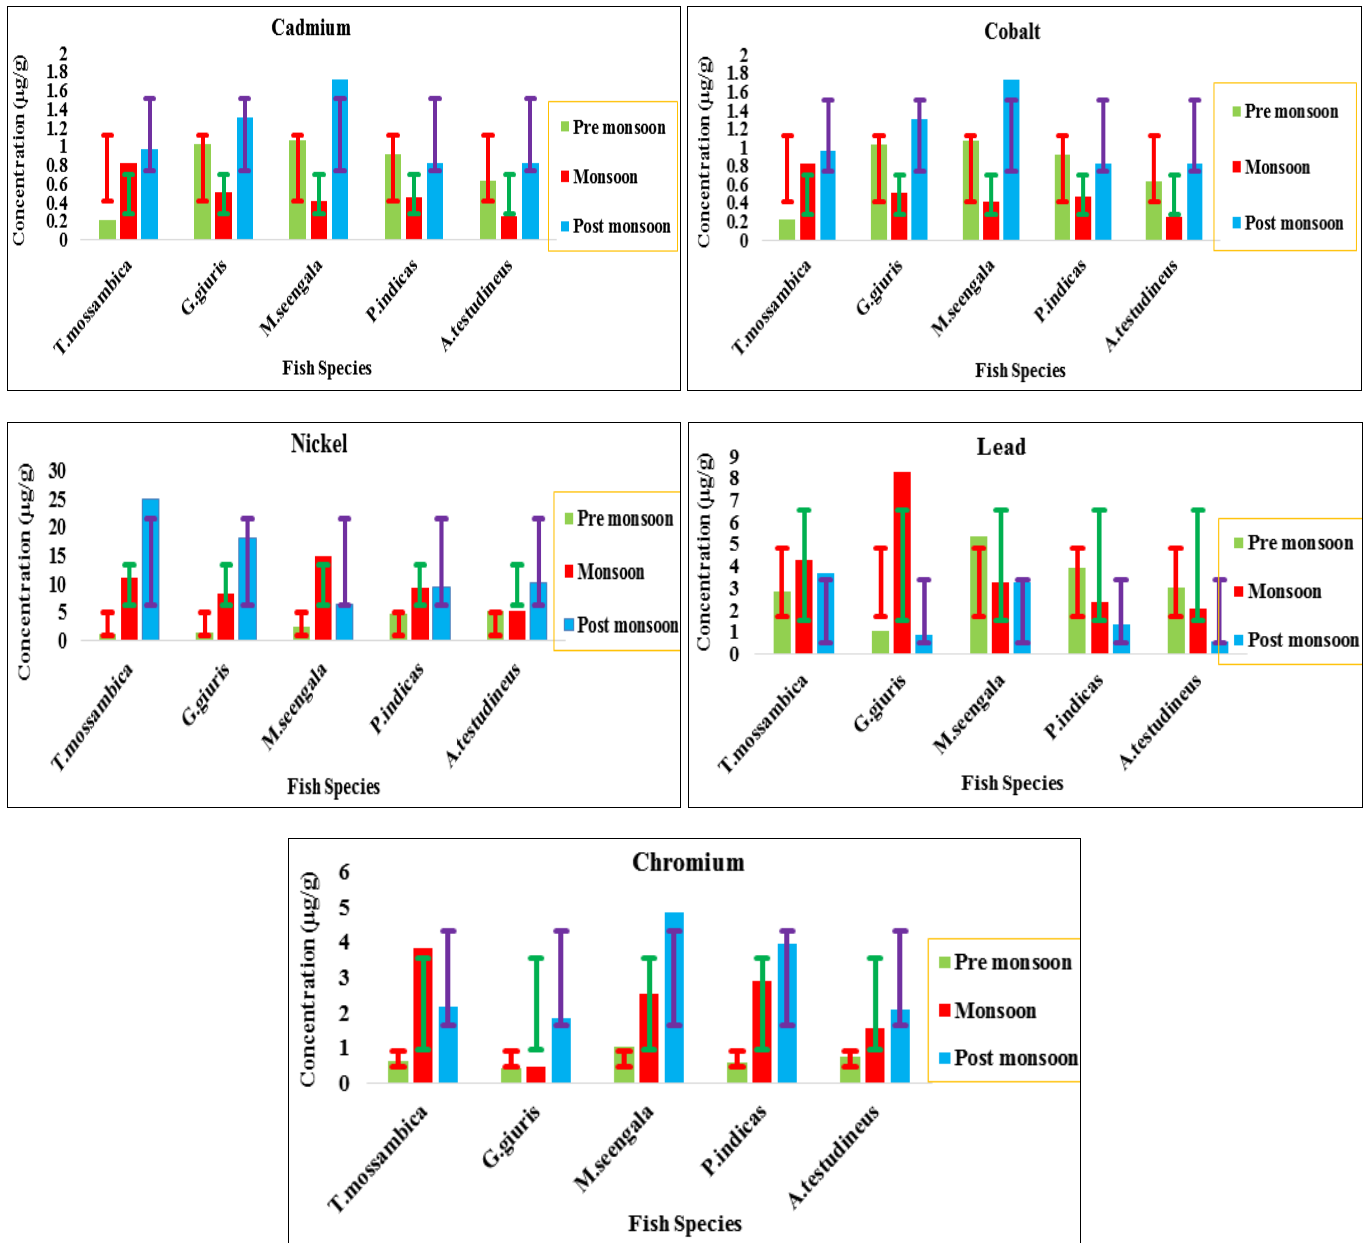 Cadmium
Concentration (µg/g)
2
1.8
1.6
1.4
1.2
1
0.8
0.6
0.4
0.2
0
T.mossambica
G.giuris
M.seengala
P.indicas
A.testudineus
Fish Species
Pre monsoon
Monsoon
Post monsoon
Cobalt
Concentration (µg/g)
2
1.8
1.6
1.4
1.2
1
0.8
0.6
0.4
0.2
0
T.mossambica
G.giuris
M.seengala
P.indicas
A.testudineus
Fish Species
Pre monsoon
Monsoon
Post monsoon
Nickel
Concentration (µg/g)
30
25
20
15
10
5
0
T.mossambica
G.giuris
M.seengala
P.indicas
A.testudineus
Fish Species
Pre monsoon
Monsoon
Post monsoon
Lead
Concentration (µg/g)
9
8
7
6
5
4
3
2
1
0
T.mossambica
G.giuris
M.seengala
P.indicas
A.testudineus
Fish Species
Pre monsoon
Monsoon
Post monsoon
Chromium
Concentration (µg/g)
6
5
4
3
2
1
0
T.mossambica
G.giuris
M.seengala
P.indicas
A.testudineus
Fish Species
Pre monsoon
Monsoon
Post monsoon